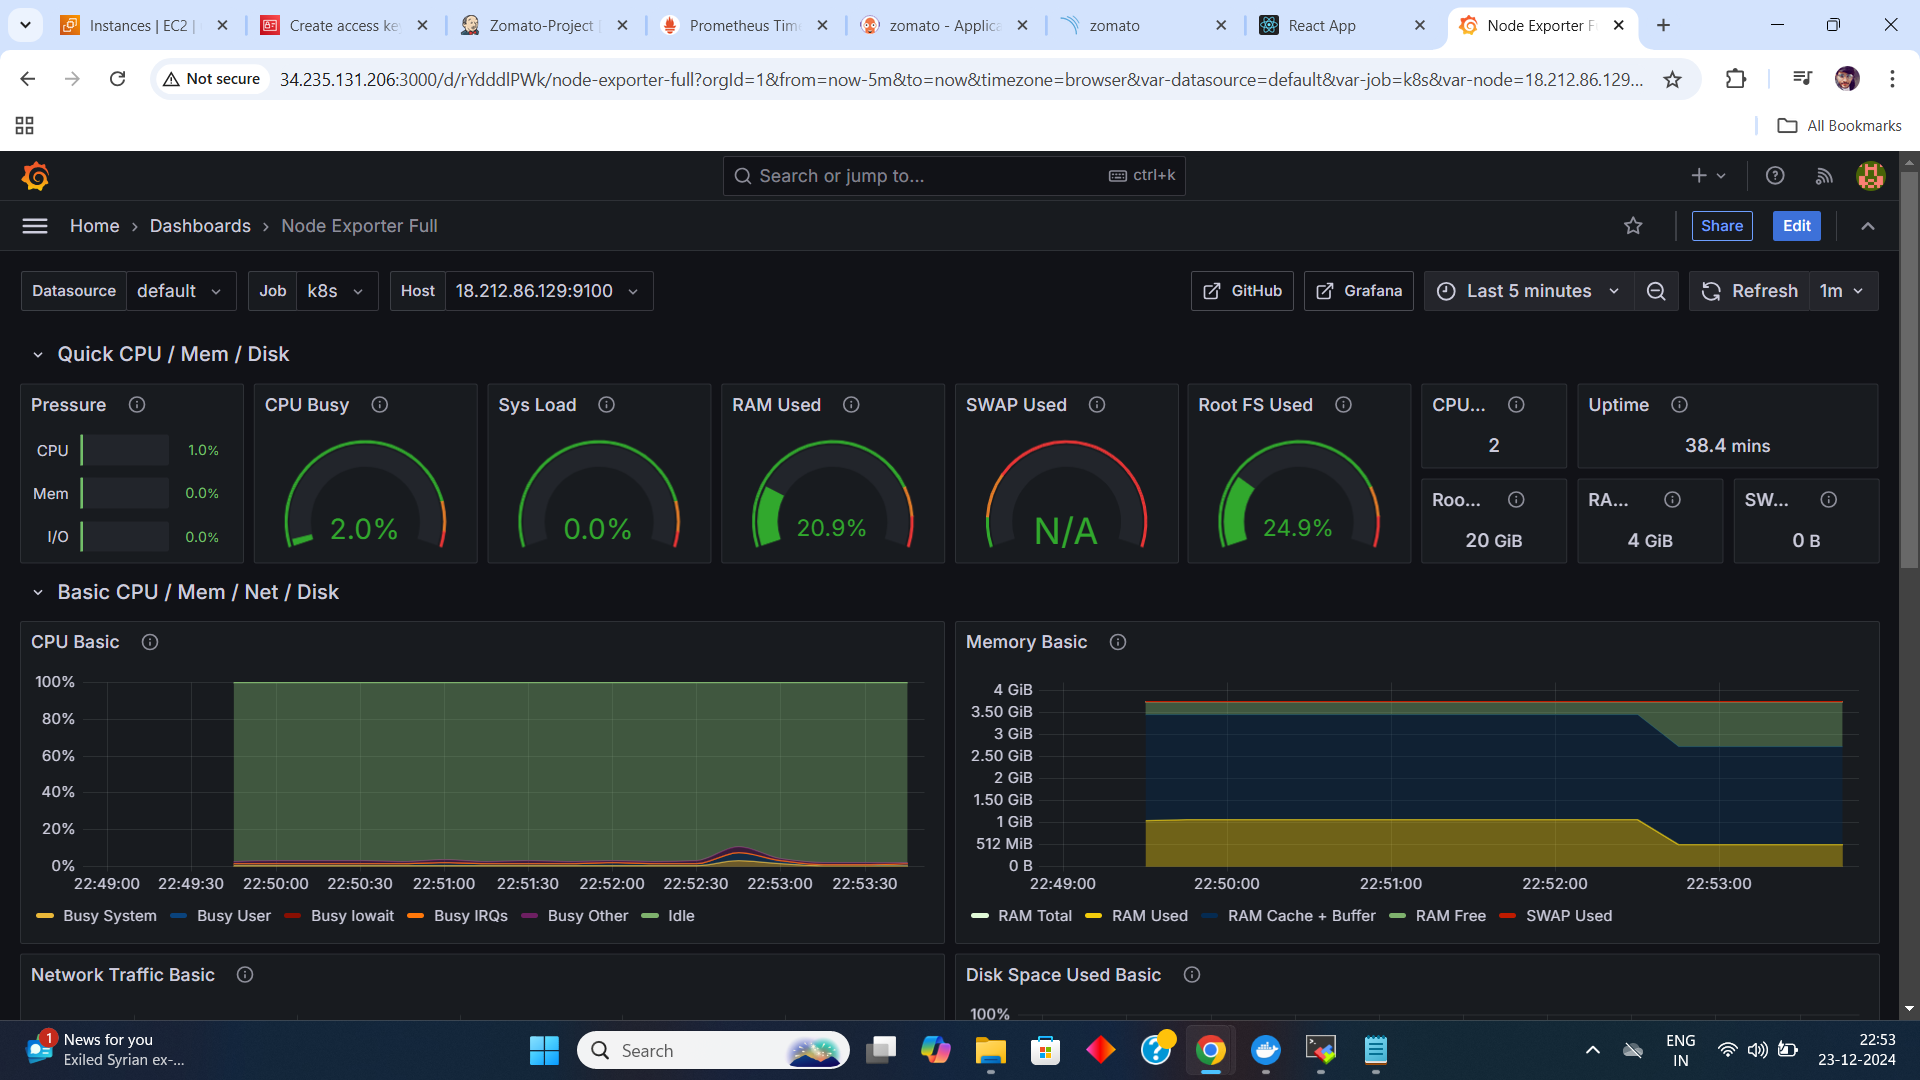 Instances | EC2 |
Create access key
Zomato-Project |
Prometheus Time
zomato - Applica
zomato
React App
Node Exporter F
Not secure
34.235.131.206:3000/d/rYdddlPWk/node-exporter-full?orgId=1&from=now-5m&to=now&timezone=browser&var-datasource=default&var-job=k8s&var-node=18.212.86.129...
All Bookmarks
Search or jump to...
ctrl+k
Home › Dashboards › Node Exporter Full
Share
Edit
Datasource default
Job k8s
Host 18.212.86.129:9100
GitHub
Grafana
Last 5 minutes
Refresh 1m
Quick CPU / Mem / Disk
Pressure
CPU 1.0%
Mem 0.0%
I/O 0.0%
CPU Busy
2.0%
Sys Load
0.0%
RAM Used
20.9%
SWAP Used
N/A
Root FS Used
24.9%
CPU...
2
Uptime
38.4 mins
Roo...
20 GiB
RA...
4 GiB
SW...
0 B
Basic CPU / Mem / Net / Disk
CPU Basic
100%
80%
60%
40%
20%
0%
22:49:00 22:49:30 22:50:00 22:50:30 22:51:00 22:51:30 22:52:00 22:52:30 22:53:00 22:53:30
Busy System Busy User Busy Iowait Busy IRQs Busy Other Idle
Memory Basic
4 GiB
3.50 GiB
3 GiB
2.50 GiB
2 GiB
1.50 GiB
1 GiB
512 MiB
0 B
22:49:00 22:50:00 22:51:00 22:52:00 22:53:00
RAM Total RAM Used RAM Cache + Buffer RAM Free SWAP Used
Network Traffic Basic
Disk Space Used Basic
100%
1
News for you
Exiled Syrian ex-...
Search
ENG
IN
22:53
23-12-2024